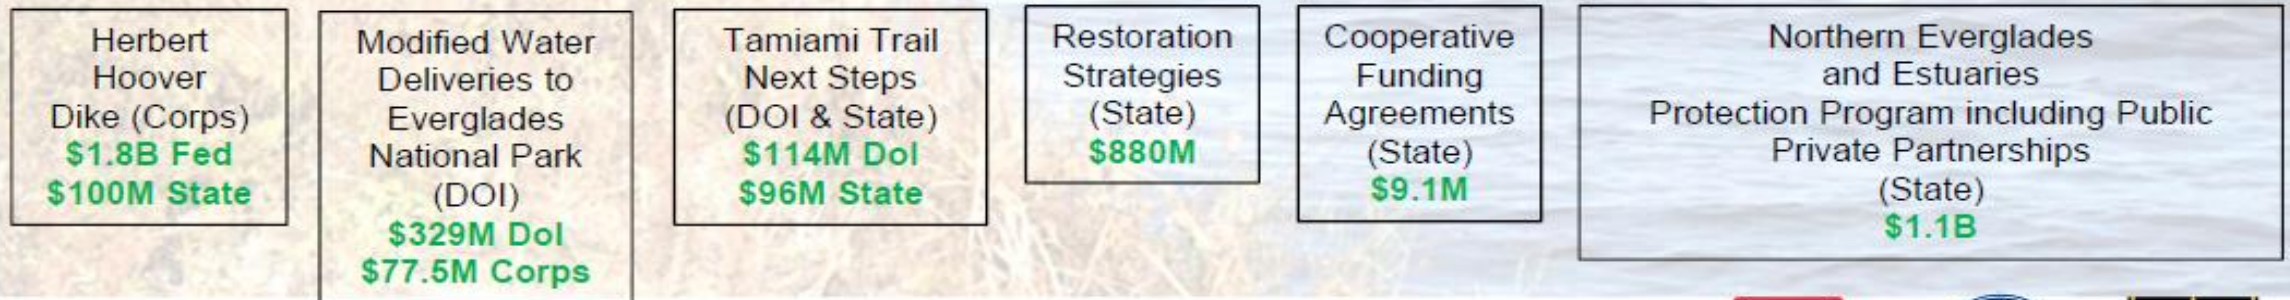 Herbert
Hoover
Dike (Corps)
$1.8B Fed
$100M State
Modified Water
Deliveries to
Everglades
National Park
(DOI)
$329M DoI
$77.5M Corps
Tamiami Trail
Next Steps
(DOI & State)
$114M DoI
$96M State
Restoration
Strategies
(State)
$880M
Cooperative
Funding
Agreements
(State)
$9.1M
Northern Everglades
and Estuaries
Protection Program including Public
Private Partnerships
(State)
$1.1B